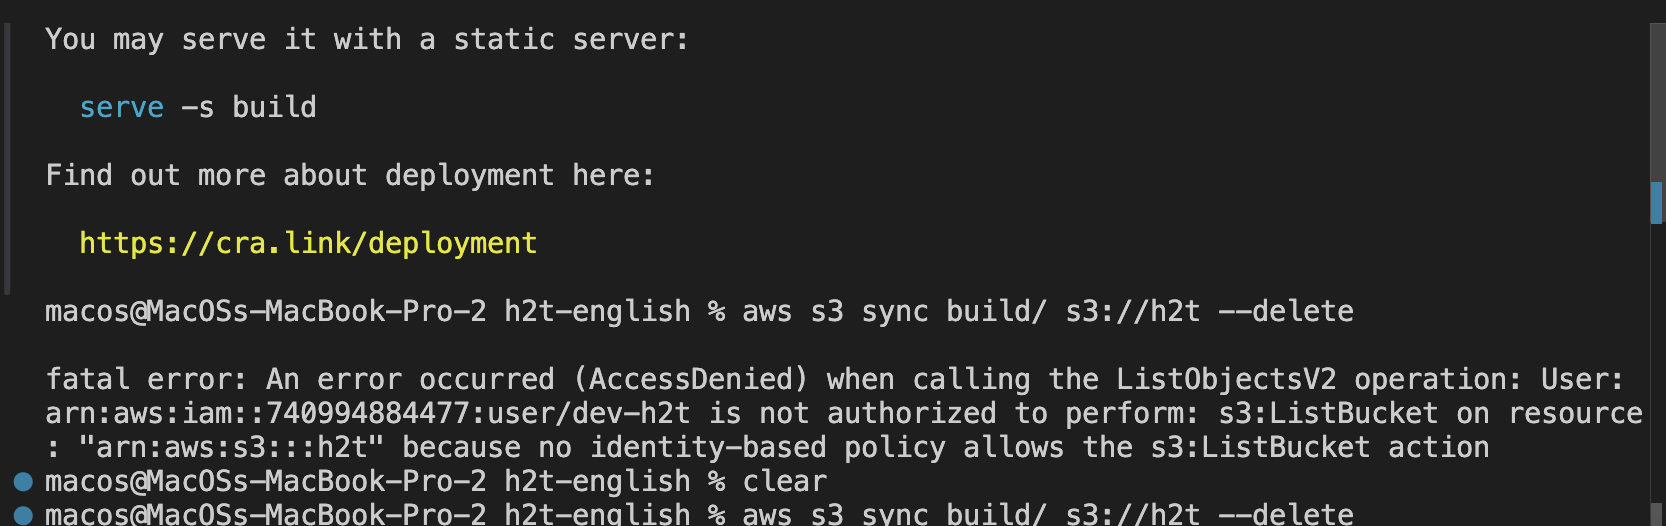 You may serve it with a static server:
serve -s build
Find out more about deployment here:
https://cra.link/deployment
macos@MacOSs-MacBook-Pro-2 h2t-english % aws s3 sync build/ s3://h2t --delete
fatal error: An error occurred (AccessDenied) when calling the ListObjectsV2 operation: User:
arn:aws:iam::740994884477:user/dev-h2t is not authorized to perform: s3:ListBucket on resource
: "arn:aws:s3:::h2t" because no identity-based policy allows the s3:ListBucket action
macos@MacOSs-MacBook-Pro-2 h2t-english % clear
macos@MacOSs-MacBook-Pro-2 h2t-english % aws s3 sync build/ s3://h2t --delete